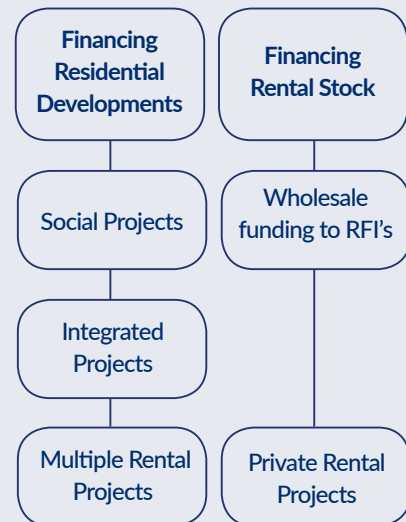 Financing
Residential
Developments
Social Projects
Integrated
Projects
Multiple Rental
Projects
Financing
Rental Stock
Wholesale
funding to RFI's
Private Rental
Projects